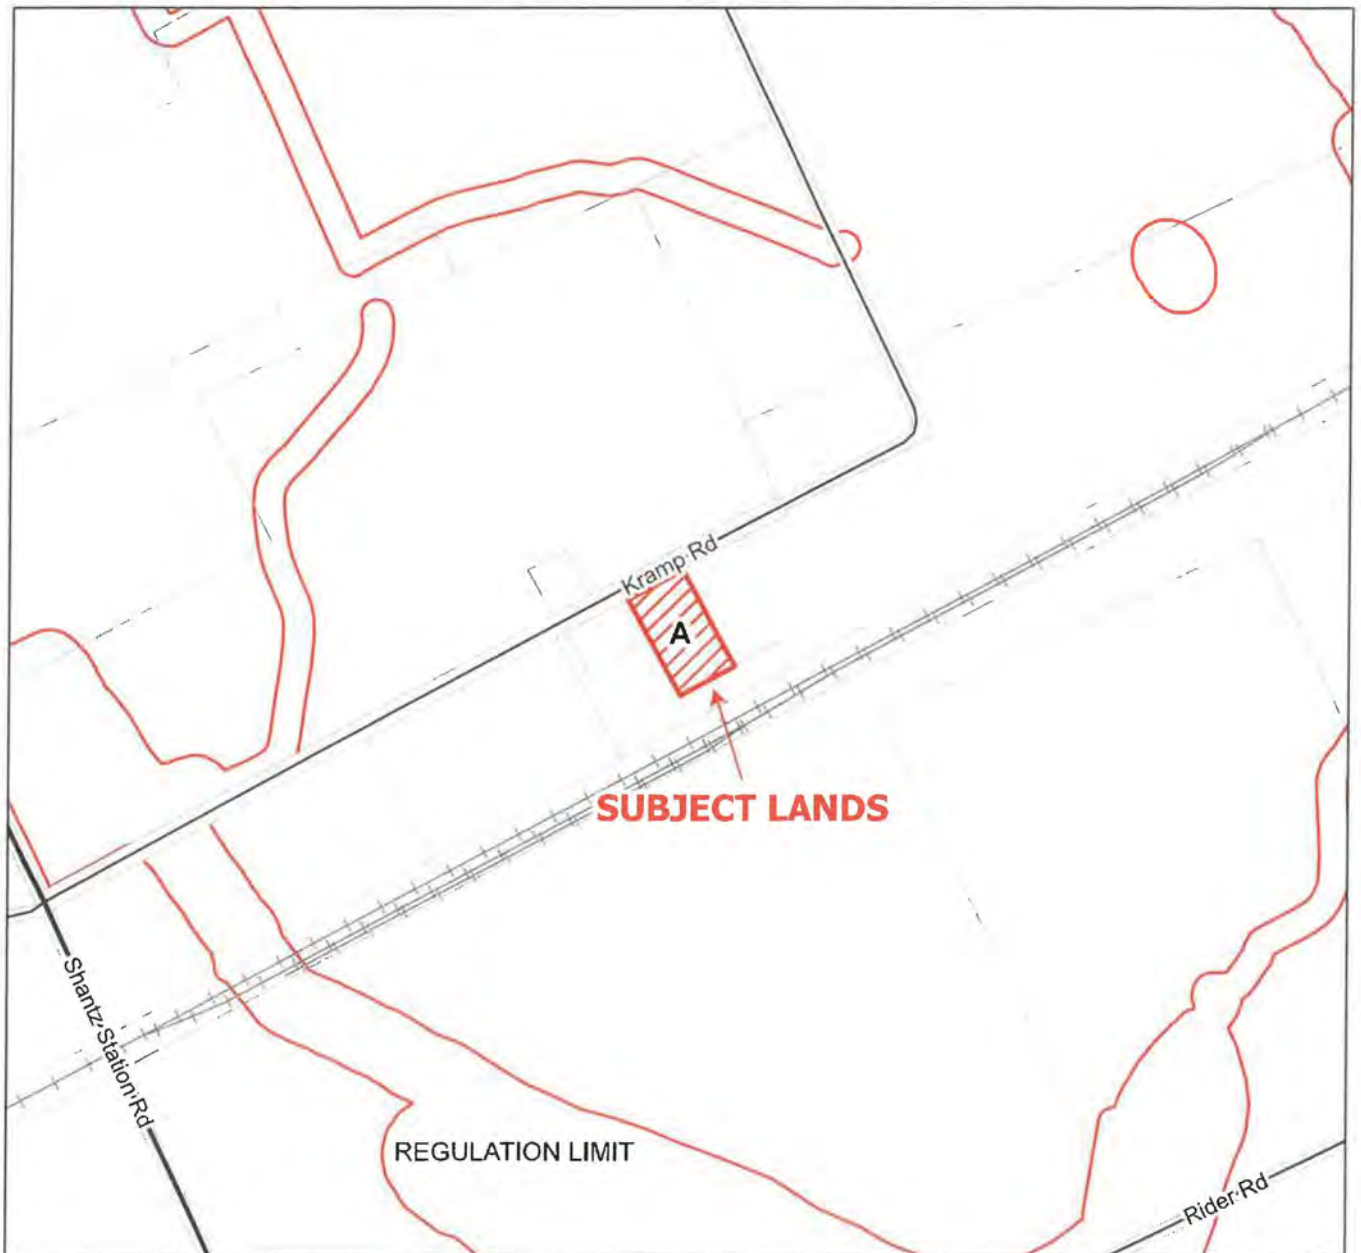 Kramp Rd
A
SUBJECT LANDS
Shantz Station Rd
REGULATION LIMIT
Rider Rd